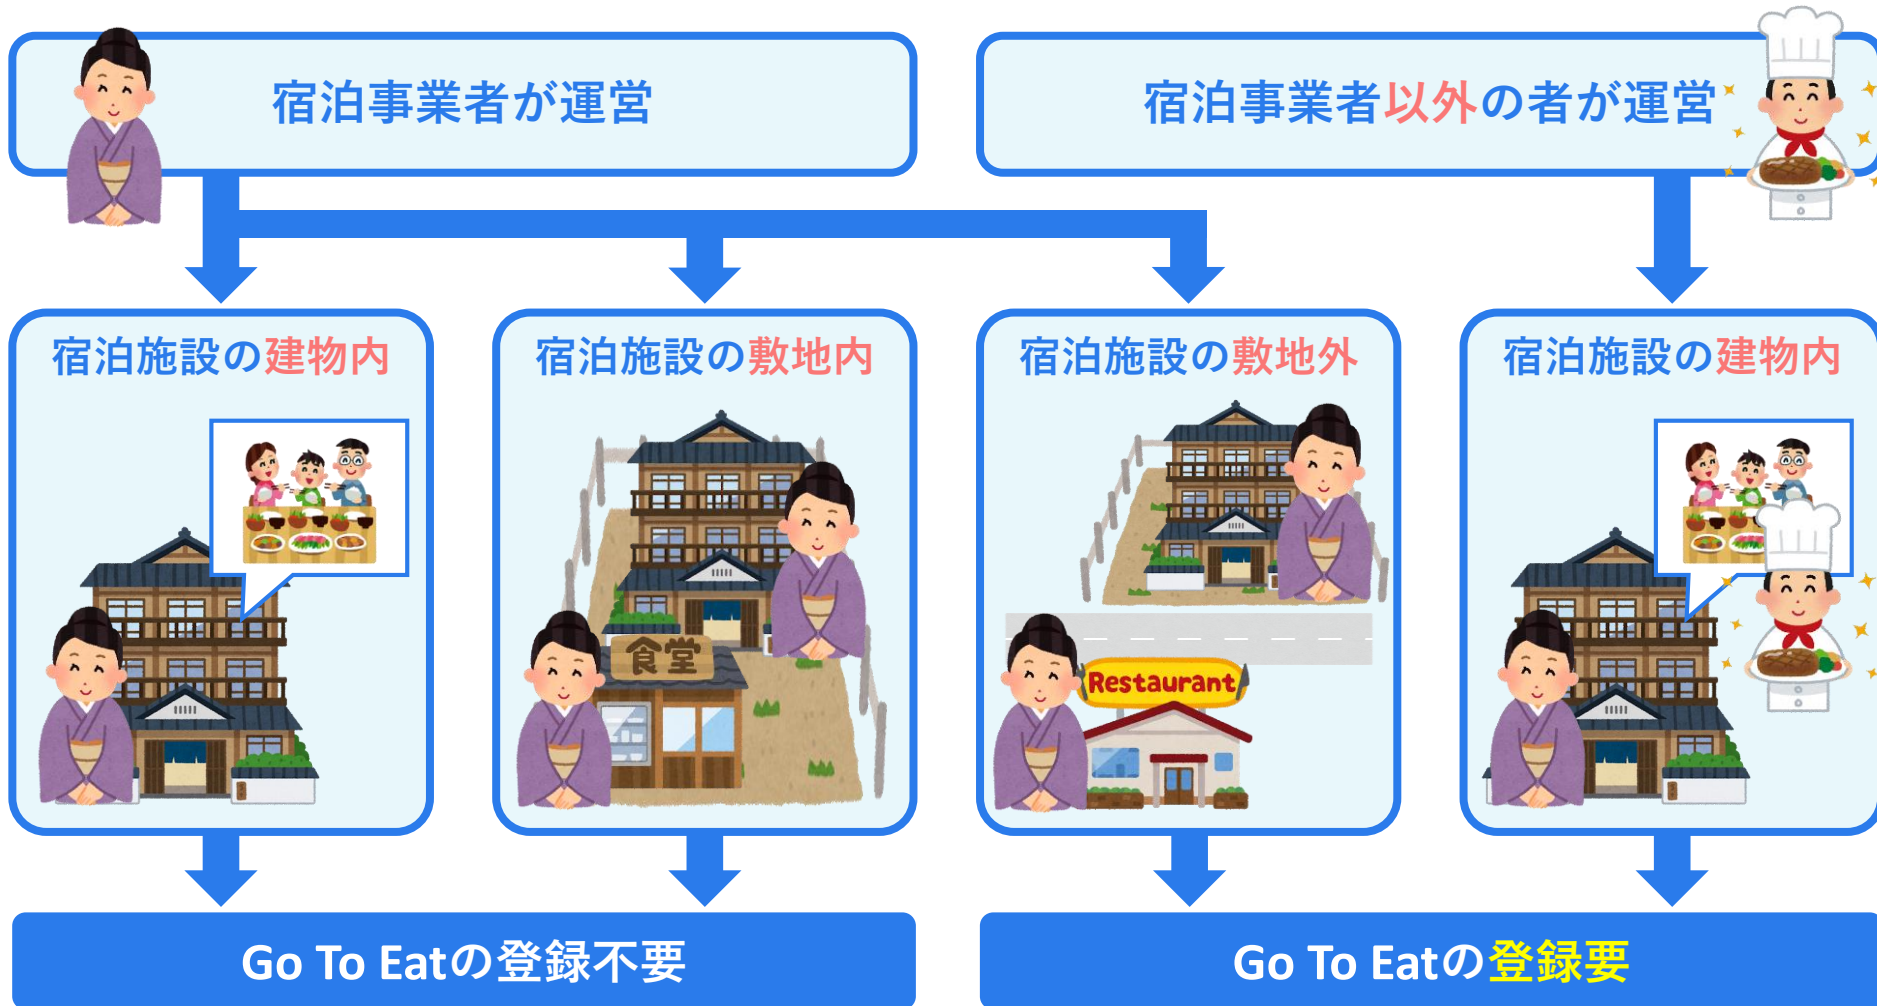 宿泊事業者が運営
宿泊事業者以外の者が運営
宿泊施設の建物内
宿泊施設の敷地内
宿泊施設の敷地外
宿泊施設の建物内
食堂
Restaurant
Go To Eatの登録不要
Go To Eatの登録要